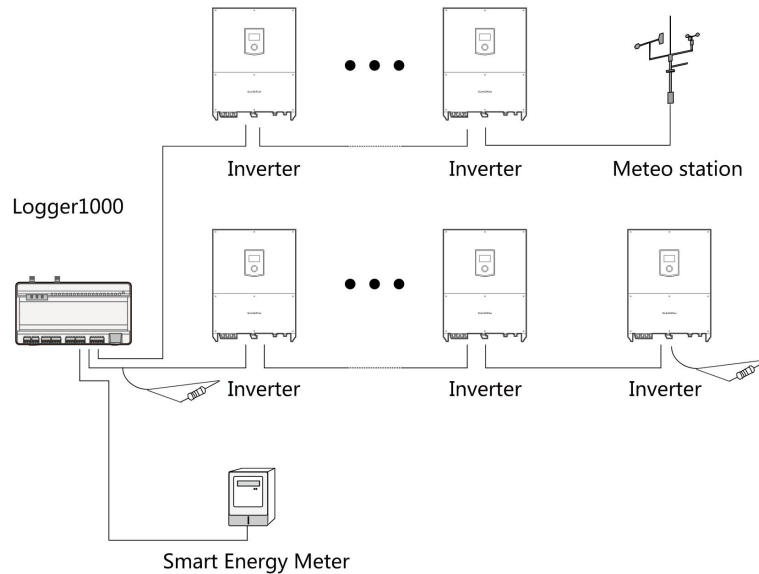 Inverter
Inverter
Meteo station
Logger1000
Inverter
Inverter
Inverter
Smart Energy Meter